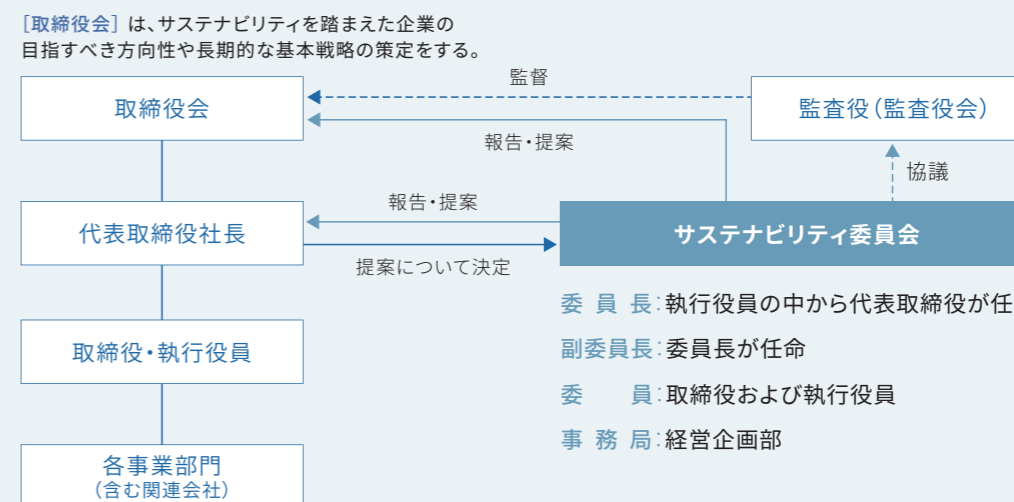 [取締役会] は、サステナビリティを踏まえた企業の
目指すべき方向性や長期的な基本戦略の策定をする。
監督
取締役会
監査役(監査役会)
報告・提案
協議
報告・提案
代表取締役社長
サステナビリティ委員会
提案について決定
委員長:執行役員の中から代表取締役が任
副委員長:委員長が任命
取締役・執行役員
委員:取締役および執行役員
事務局:経営企画部
各事業部門
(含む関連会社)